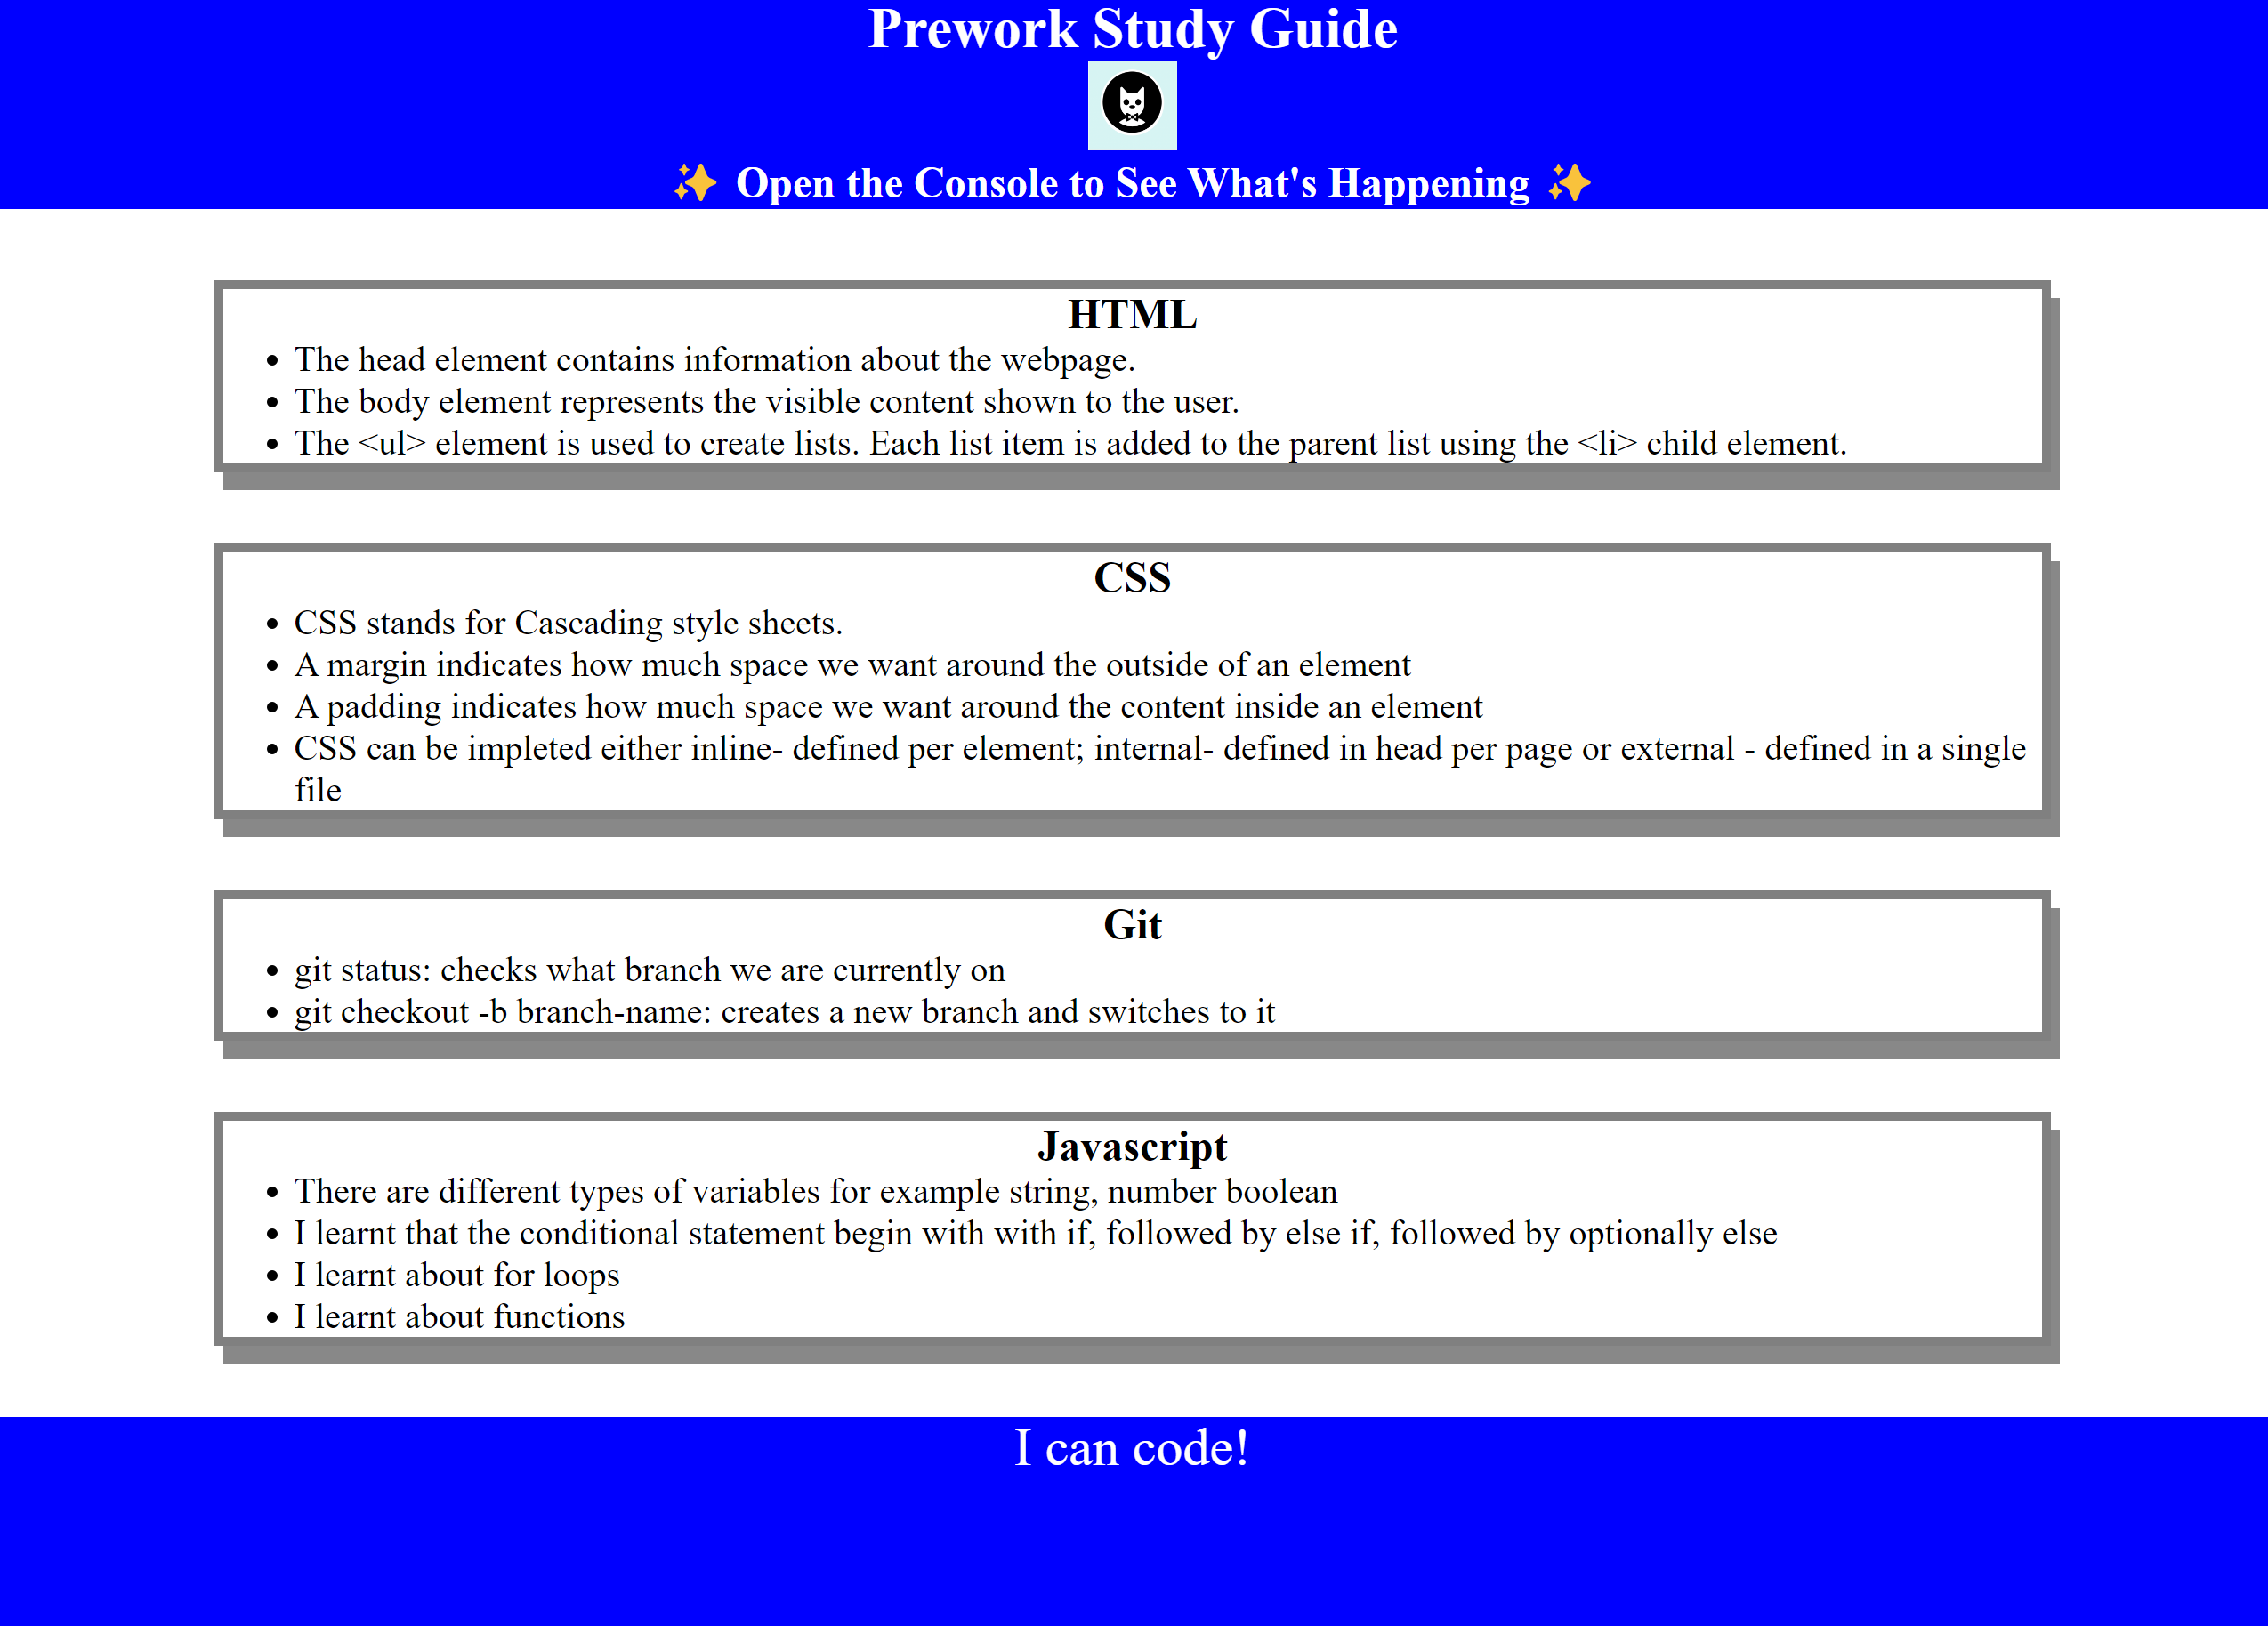 Prework Study Guide
✨ Open the Console to See What's Happening ✨
HTML
• The head element contains information about the webpage.
• The body element represents the visible content shown to the user.
• The <ul> element is used to create lists. Each list item is added to the parent list using the <li> child element.
CSS
• CSS stands for Cascading style sheets.
• A margin indicates how much space we want around the outside of an element
• A padding indicates how much space we want around the content inside an element
• CSS can be impleted either inline- defined per element; internal- defined in head per page or external - defined in a single
file
Git
• git status: checks what branch we are currently on
• git checkout -b branch-name: creates a new branch and switches to it
Javascript
• There are different types of variables for example string, number boolean
• I learnt that the conditional statement begin with with if, followed by else if, followed by optionally else
• I learnt about for loops
• I learnt about functions
I can code!